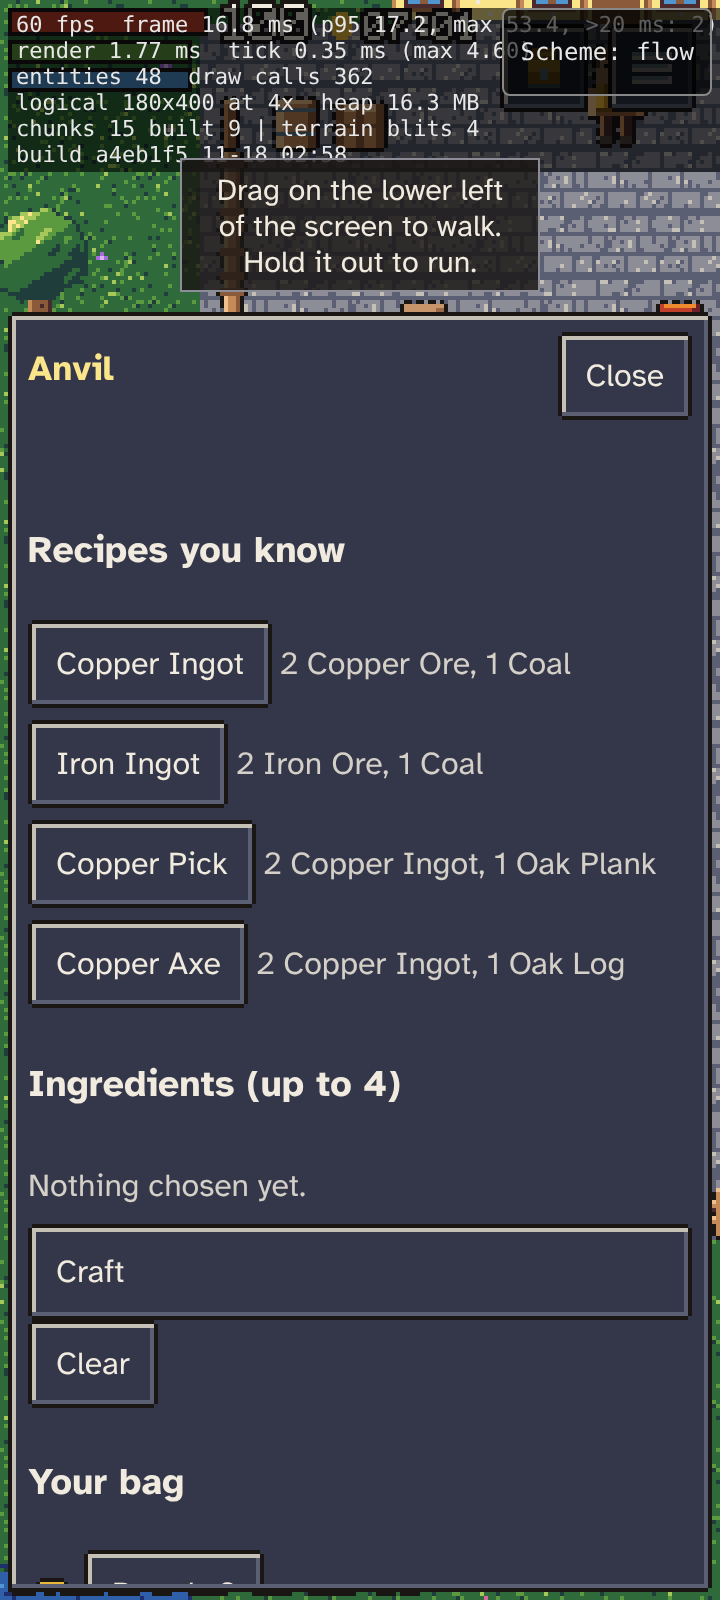 60 fps  frame 16.8 ms (p95 17.2, max 53.4, >20 ms: 2)
render 1.77 ms  tick 0.35 ms (max 4.60
Scheme: flow
entities 48  draw calls 362
logical 180x400 at 4x  heap 16.3 MB
chunks 15 built 9 | terrain blits 4
build a4eb1f5 11-18 02:58
Drag on the lower left
of the screen to walk.
Hold it out to run.
Anvil
Close
Recipes you know
Copper Ingot 2 Copper Ore, 1 Coal
Iron Ingot 2 Iron Ore, 1 Coal
Copper Pick 2 Copper Ingot, 1 Oak Plank
Copper Axe 2 Copper Ingot, 1 Oak Log
Ingredients (up to 4)
Nothing chosen yet.
Craft
Clear
Your bag